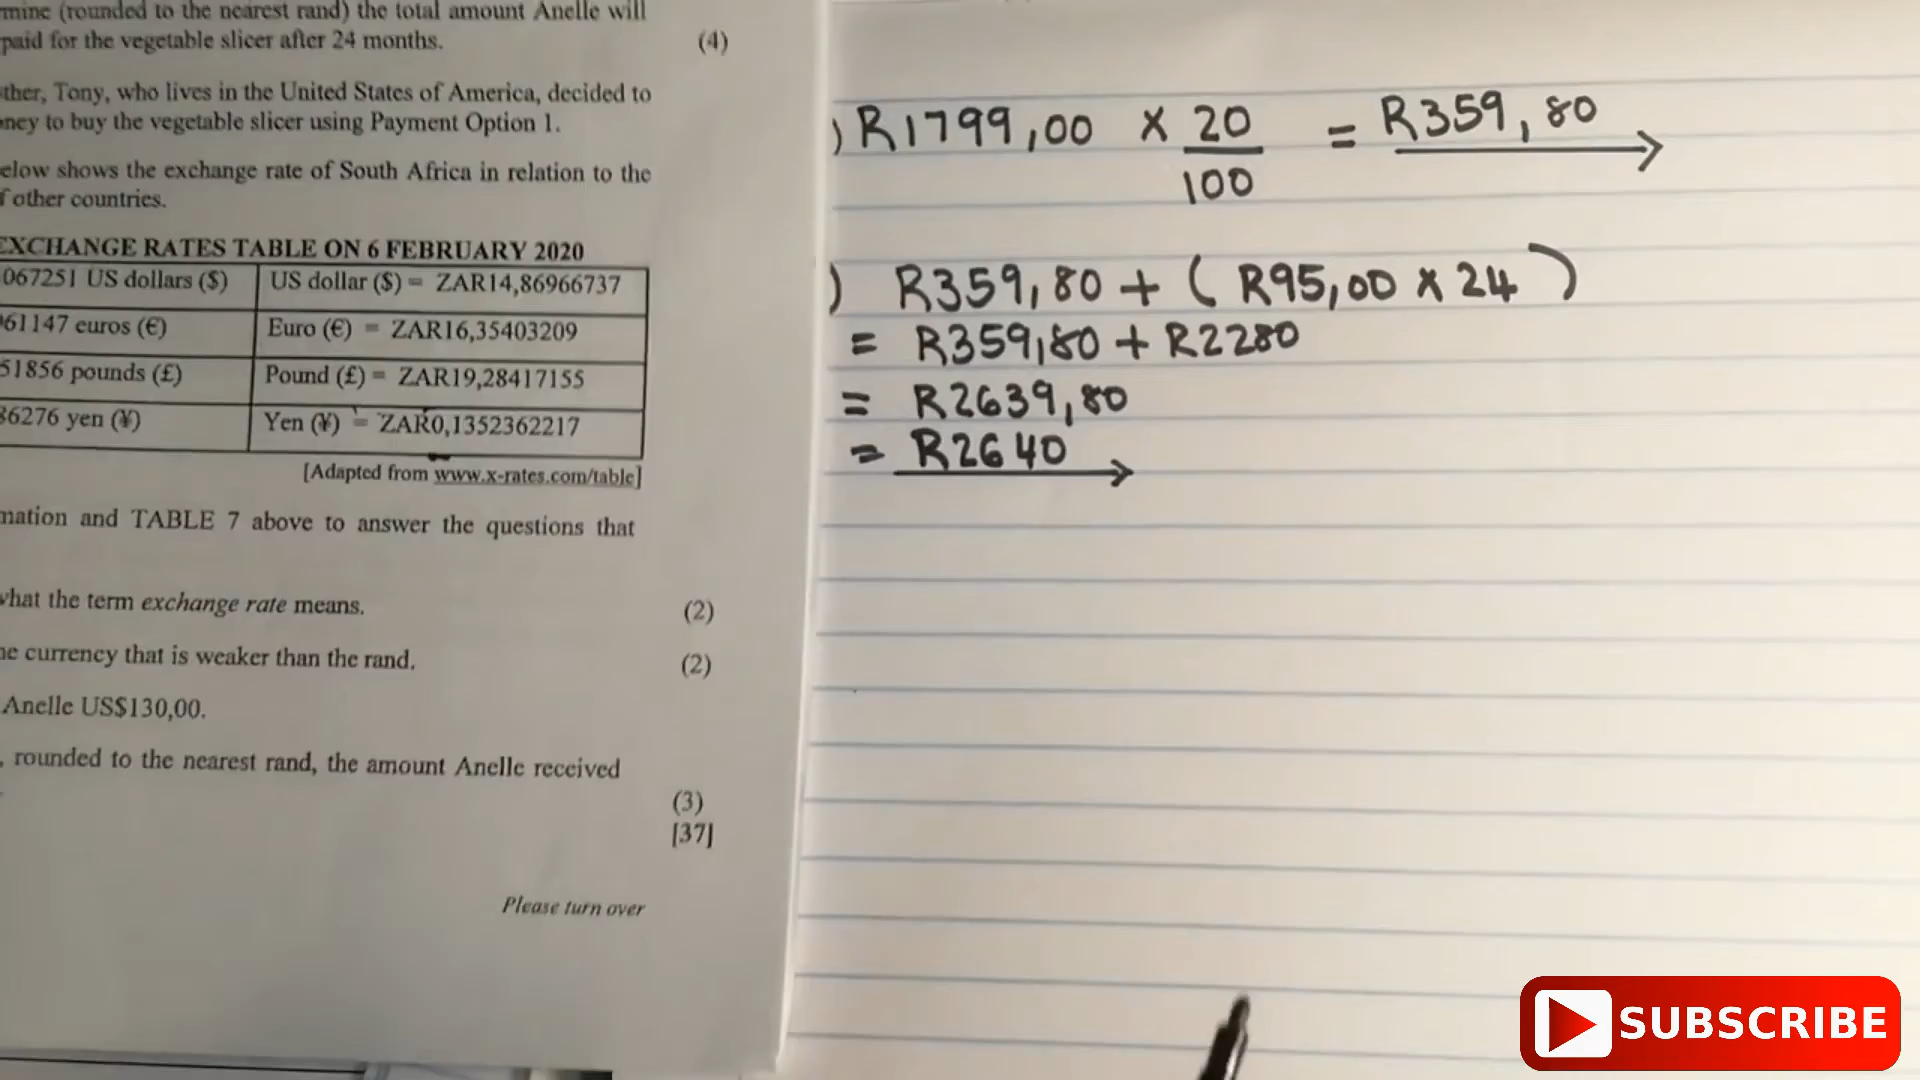 (rounded to the nearest rand) the total amount Anelle will
paid for the vegetable slicer after 24 months. (4)
Tony, who lives in the United States of America, decided to
to buy the vegetable slicer using Payment Option 1.
shows the exchange rate of South Africa in relation to the
other countries.
EXCHANGE RATES TABLE ON 6 FEBRUARY 2020
067251 US dollars ($) US dollar ($) = ZAR14,86966737
61147 euros (€) Euro (€) = ZAR16,35403209
51856 pounds (£) Pound (£) = ZAR19,28417155
36276 yen (¥) Yen (¥) = ZAR0,1352362217
[Adapted from www.x-rates.com/table]
and TABLE 7 above to answer the questions that
what the term exchange rate means. (2)
currency that is weaker than the rand. (2)
Anelle US$130,00.
, rounded to the nearest rand, the amount Anelle received
(3)
[37]
Please turn over
) R1799,00 × 20/100 = R359,80
) R359,80 + (R95,00 × 24)
= R359,80 + R2280
= R2639,80
= R2640
SUBSCRIBE